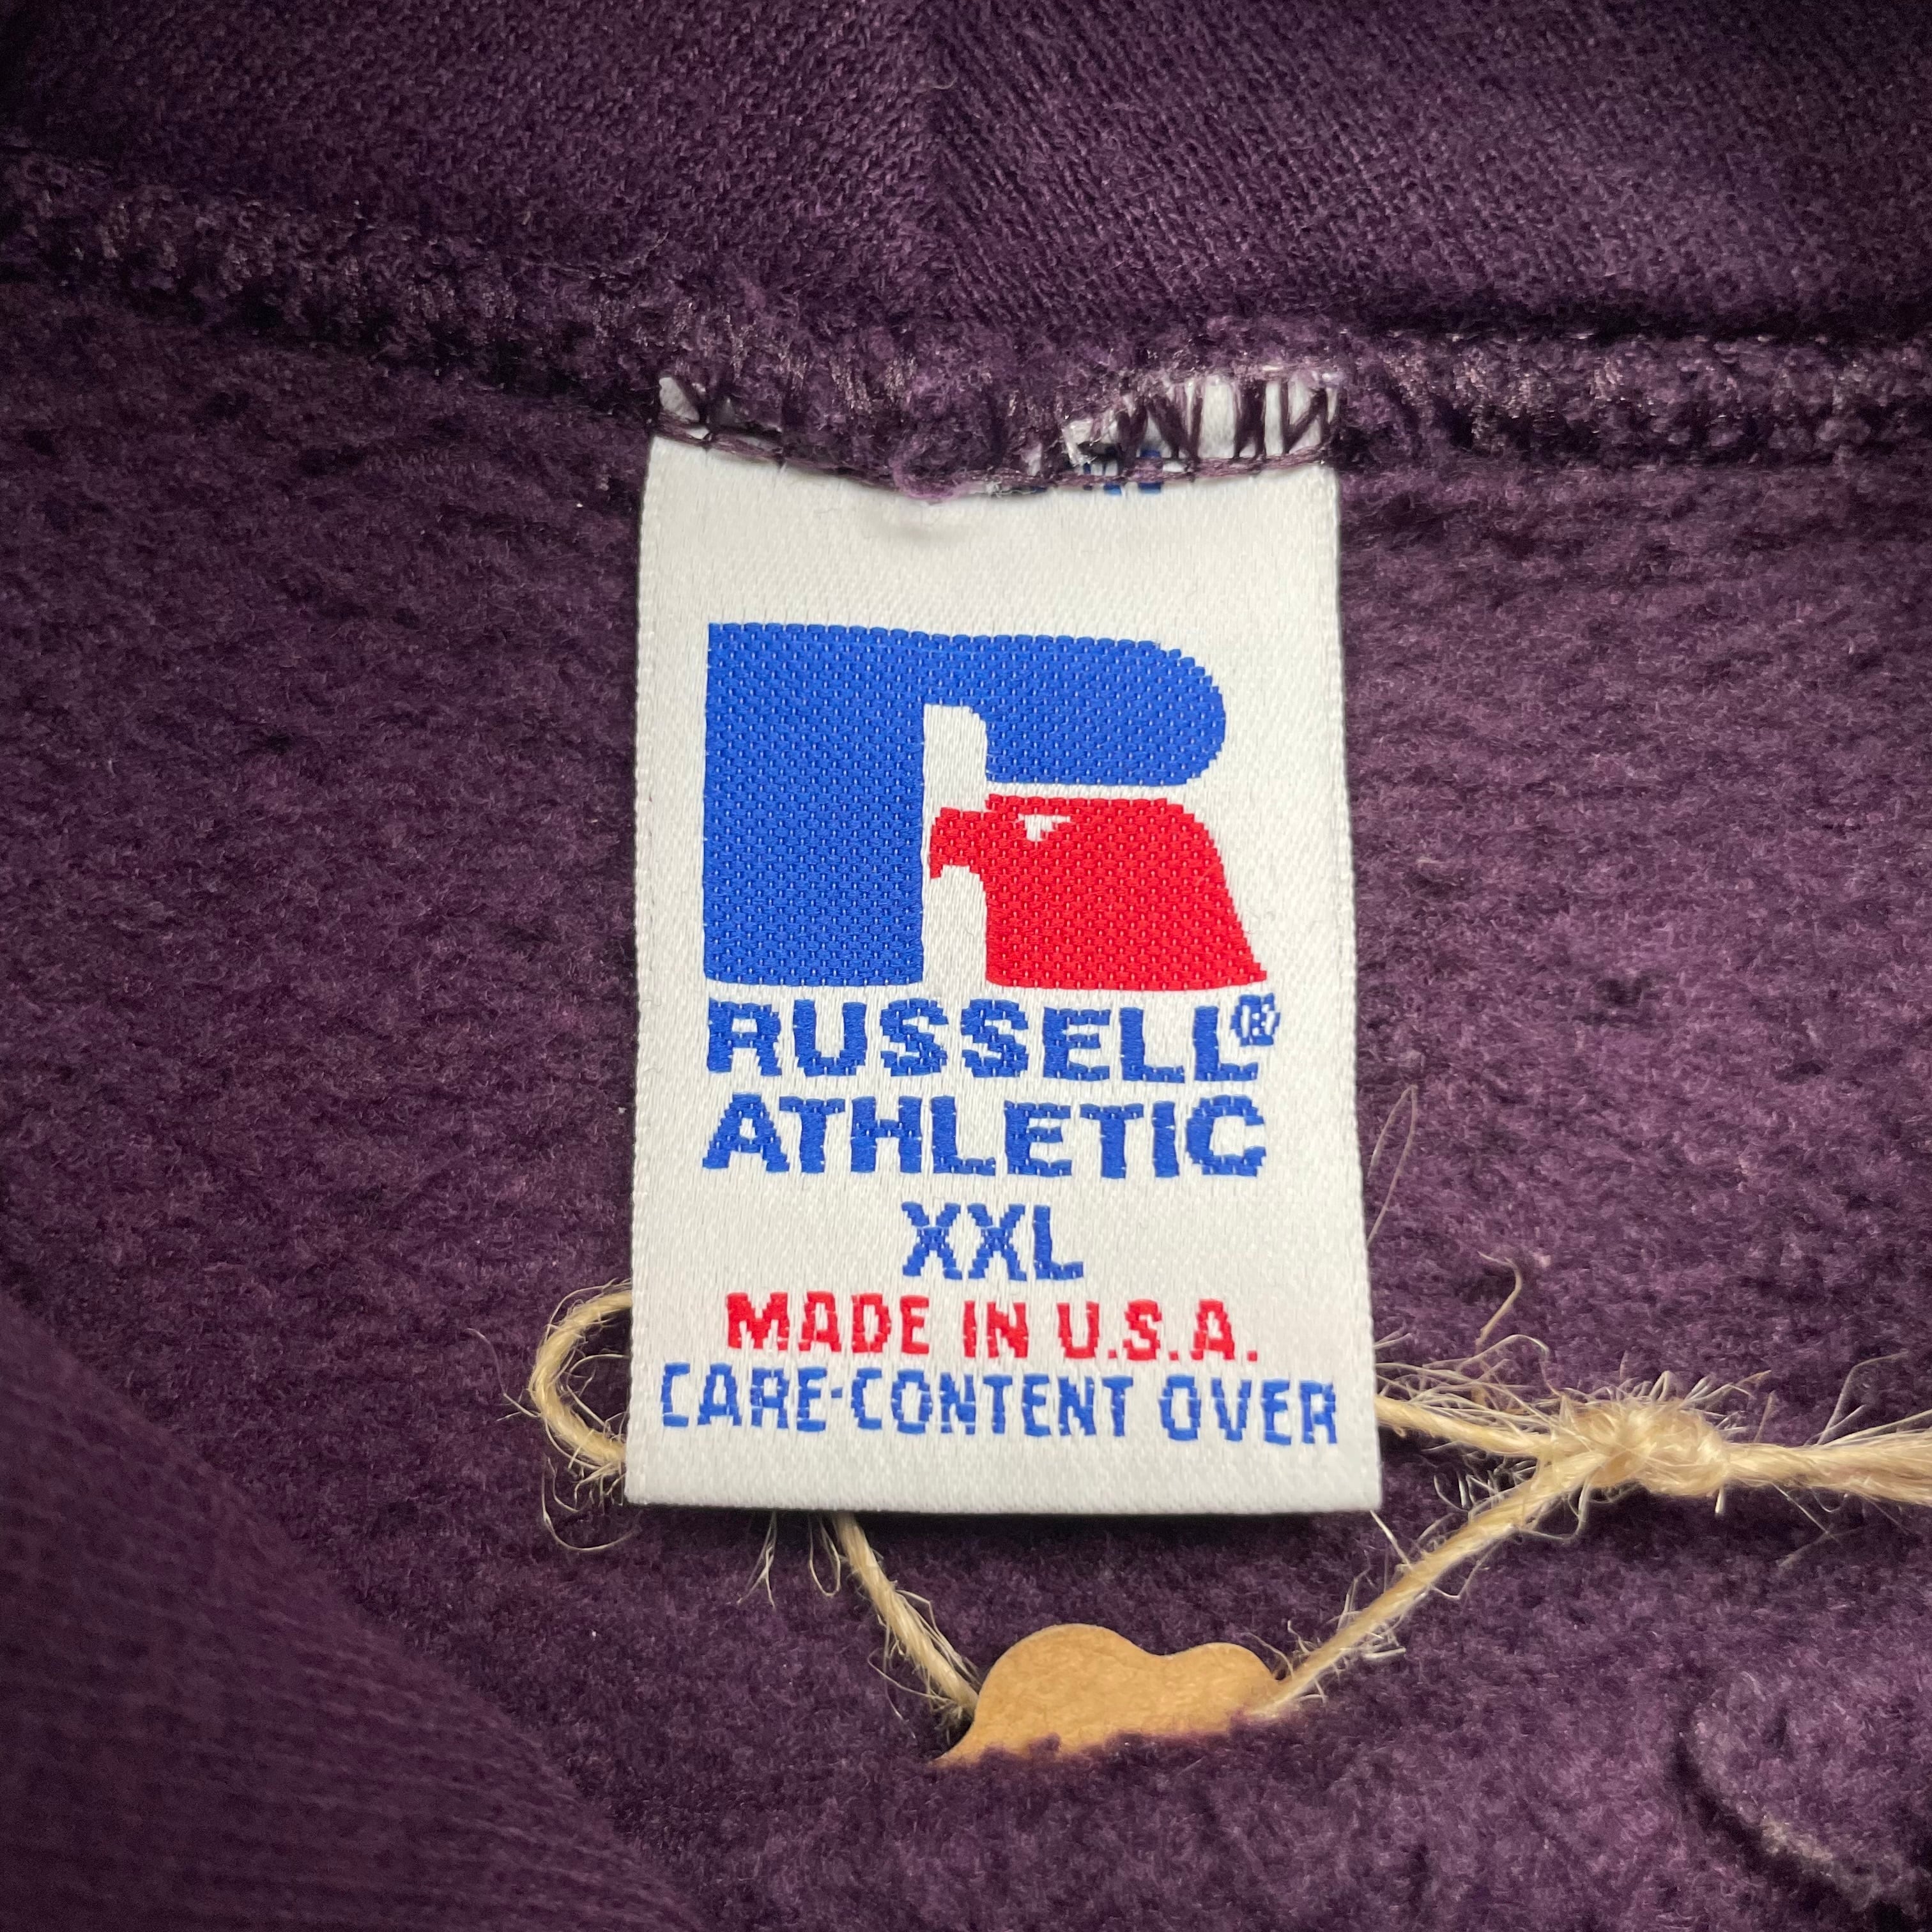 RUSSELL®
ATHLETIC
XXL
MADE IN U.S.A.
CARE-CONTENT OVER